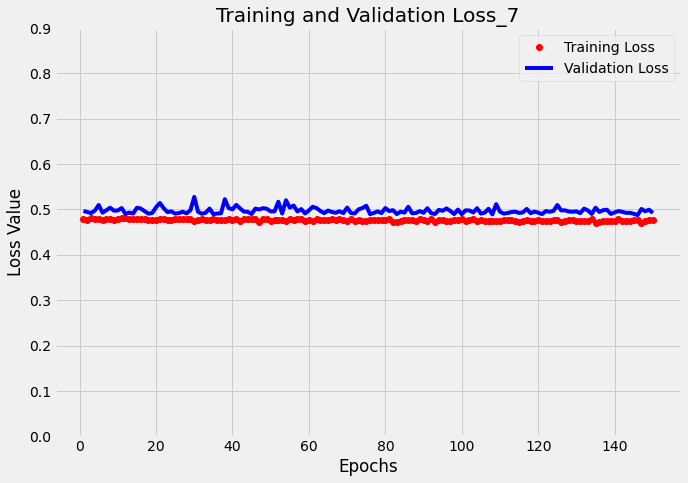 Training and Validation Loss_7
Training Loss
Validation Loss
0.9
0.8
0.7
0.6
0.5
0.4
0.3
0.2
0.1
0.0
Loss Value
0 20 40 60 80 100 120 140
Epochs